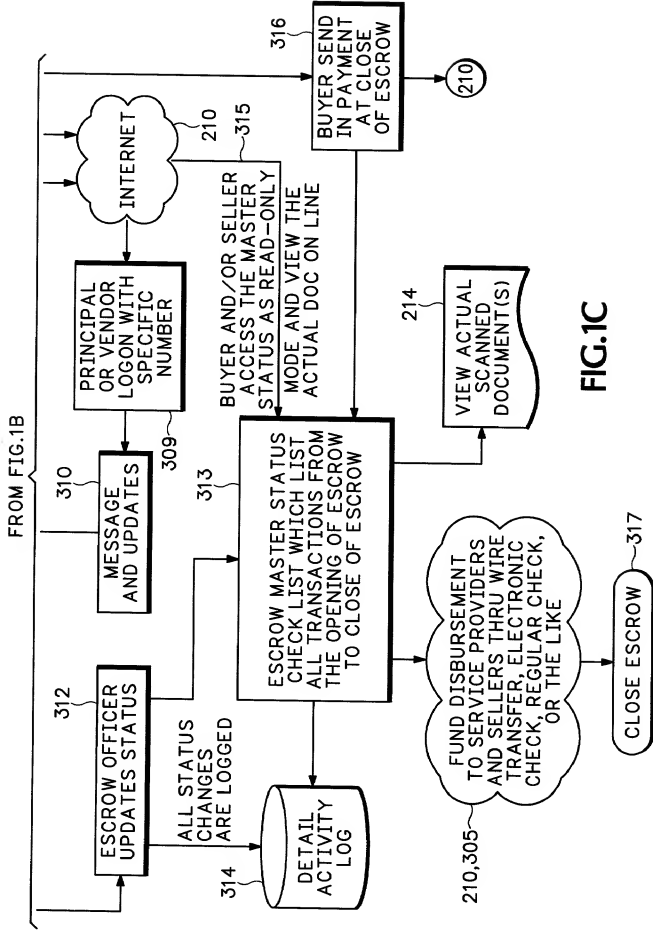 FROM FIG.1B
312
ESCROW OFFICER
UPDATES STATUS
310
MESSAGE
AND UPDATES
PRINCIPAL
OR VENDOR
LOGON WITH
SPECIFIC
NUMBER
309
INTERNET
210
315
316
BUYER SEND
IN PAYMENT
AT CLOSE
OF ESCROW
210
ALL STATUS
CHANGES
ARE LOGGED
BUYER AND/OR SELLER
ACCESS THE MASTER
STATUS AS READ-ONLY
MODE AND VIEW THE
ACTUAL DOC ON LINE
314
DETAIL
ACTIVITY
LOG
313
ESCROW MASTER STATUS
CHECK LIST WHICH LIST
ALL TRANSACTIONS FROM
THE OPENING OF ESCROW
TO CLOSE OF ESCROW
214
VIEW ACTUAL
SCANNED
DOCUMENT(S)
210,305
FUND DISBURSEMENT
TO SERVICE PROVIDERS
AND SELLERS THRU WIRE
TRANSFER, ELECTRONIC
CHECK, REGULAR CHECK,
OR THE LIKE
317
CLOSE ESCROW
FIG.1C